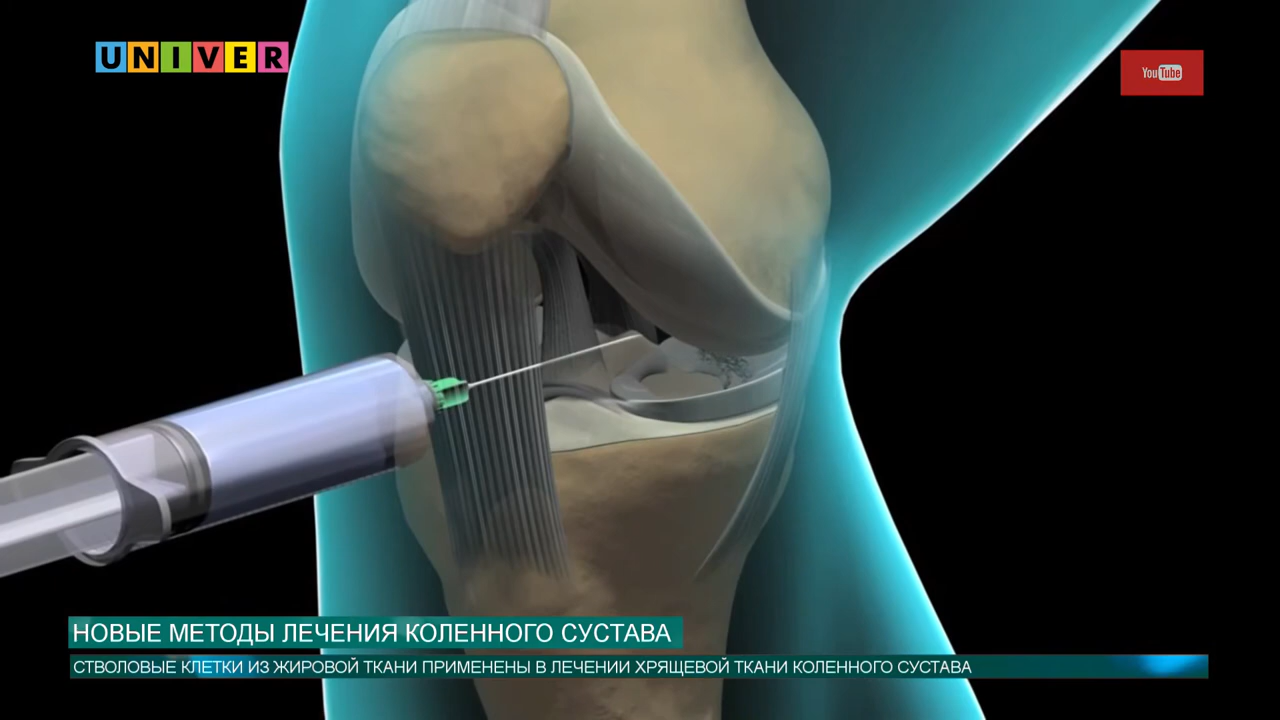 UNIVER
YouTube
НОВЫЕ МЕТОДЫ ЛЕЧЕНИЯ КОЛЕННОГО СУСТАВА
СТВОЛОВЫЕ КЛЕТКИ ИЗ ЖИРОВОЙ ТКАНИ ПРИМЕНЕНЫ В ЛЕЧЕНИИ ХРЯЩЕВОЙ ТКАНИ КОЛЕННОГО СУСТАВА